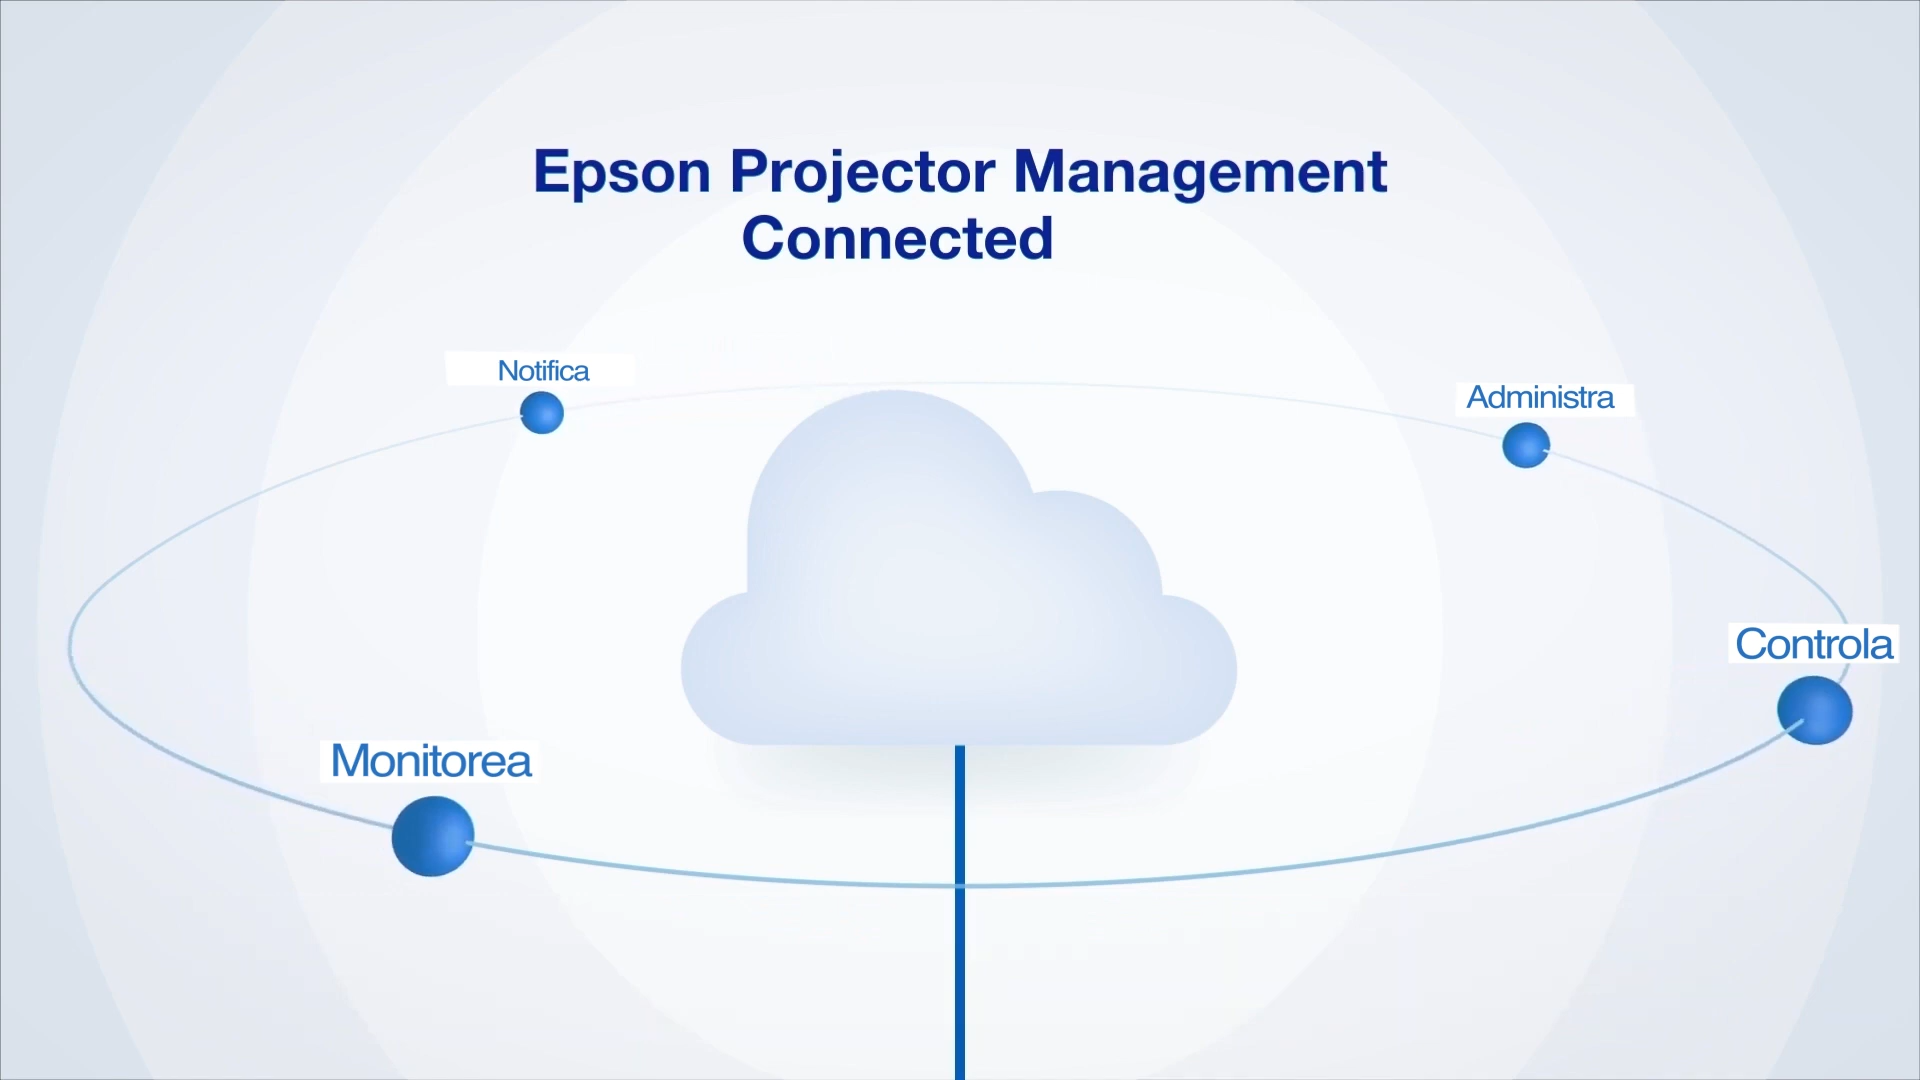 Epson Projector Management
Connected
Notifica
Administra
Controla
Monitorea